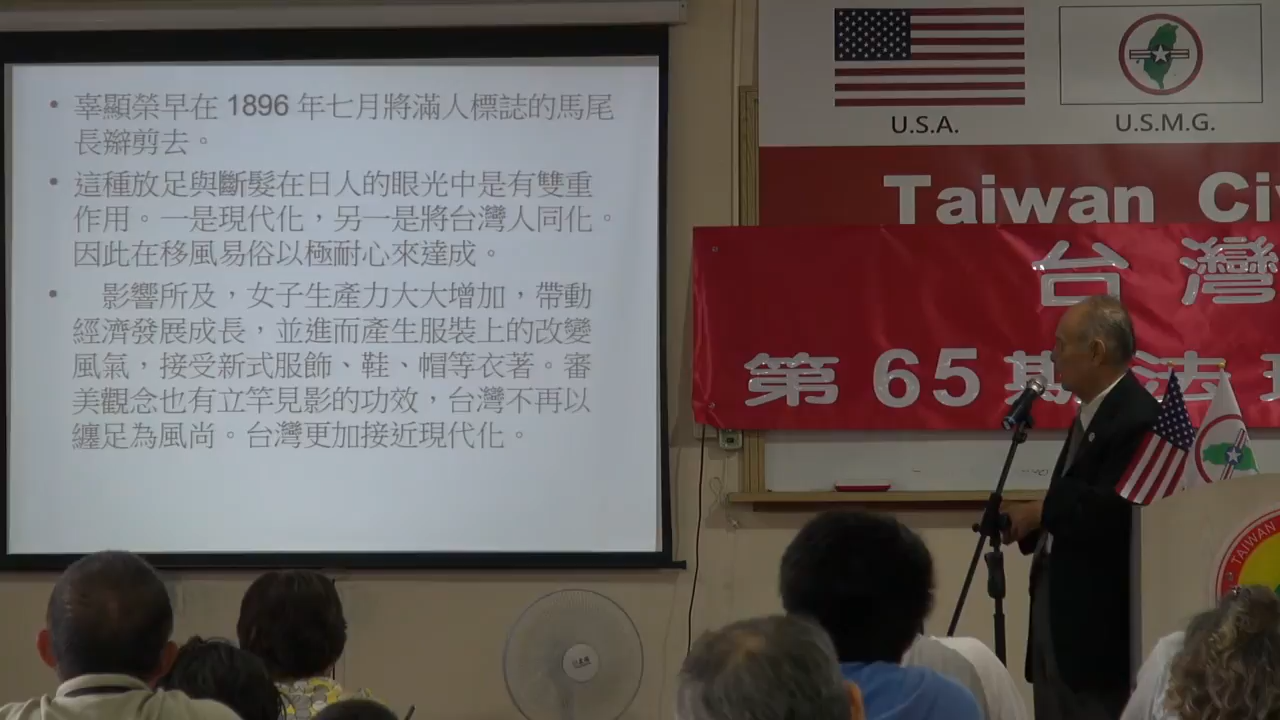 • 辜顯榮早在 1896 年七月將滿人標誌的馬尾
長辮剪去。
• 這種放足與斷髮在日人的眼光中是有雙重
作用。一是現代化，另一是將台灣人同化。
因此在移風易俗以極耐心來達成。
• 影響所及，女子生產力大大增加，帶動
經濟發展成長，並進而產生服裝上的改變
風氣，接受新式服飾、鞋、帽等衣著。審
美觀念也有立竿見影的功效，台灣不再以
纏足為風尚。台灣更加接近現代化。
U.S.A.
U.S.M.G.
Taiwan Ci
台灣
第65期法
TAIWAN